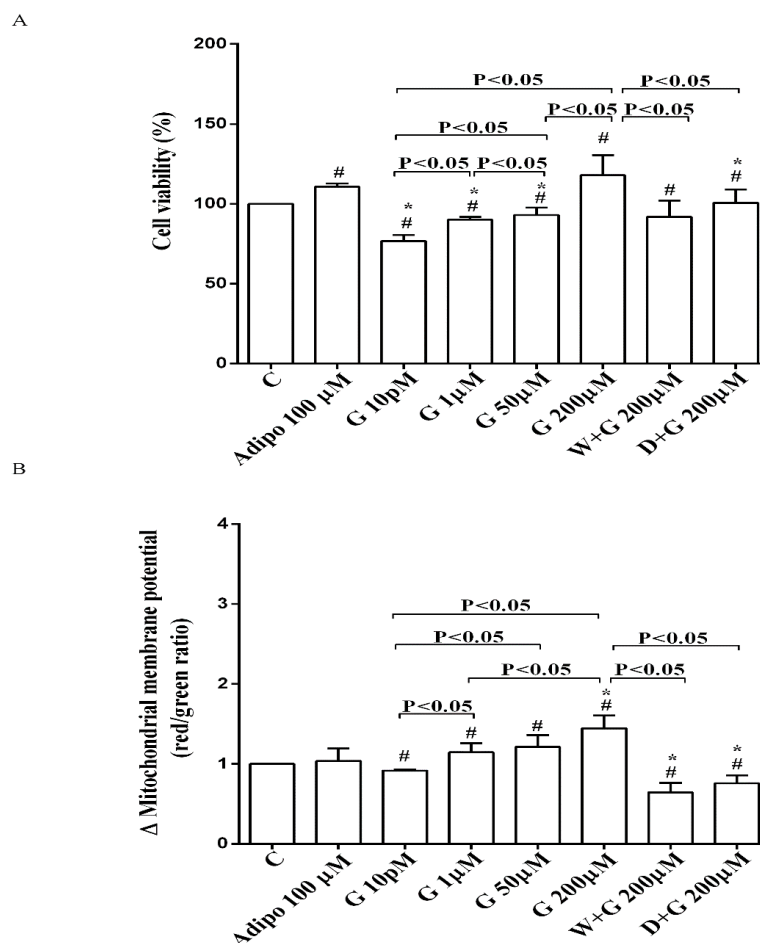 A
Cell viability (%)
200
150
100
50
0
P<0.05 P<0.05
P<0.05 P<0.05
P<0.05
P<0.05 P<0.05
# * # * # * # # # * #
C
Adipo 100 µM
G 10pM
G 1µM
G 50µM
G 200µM
W+G 200µM
D+G 200µM
B
Δ Mitochondrial membrane potential
(red/green ratio)
4
3
2
1
0
P<0.05
P<0.05 P<0.05
P<0.05 P<0.05
P<0.05
# # # * # * # * #
C
Adipo 100 µM
G 10pM
G 1µM
G 50µM
G 200µM
W+G 200µM
D+G 200µM